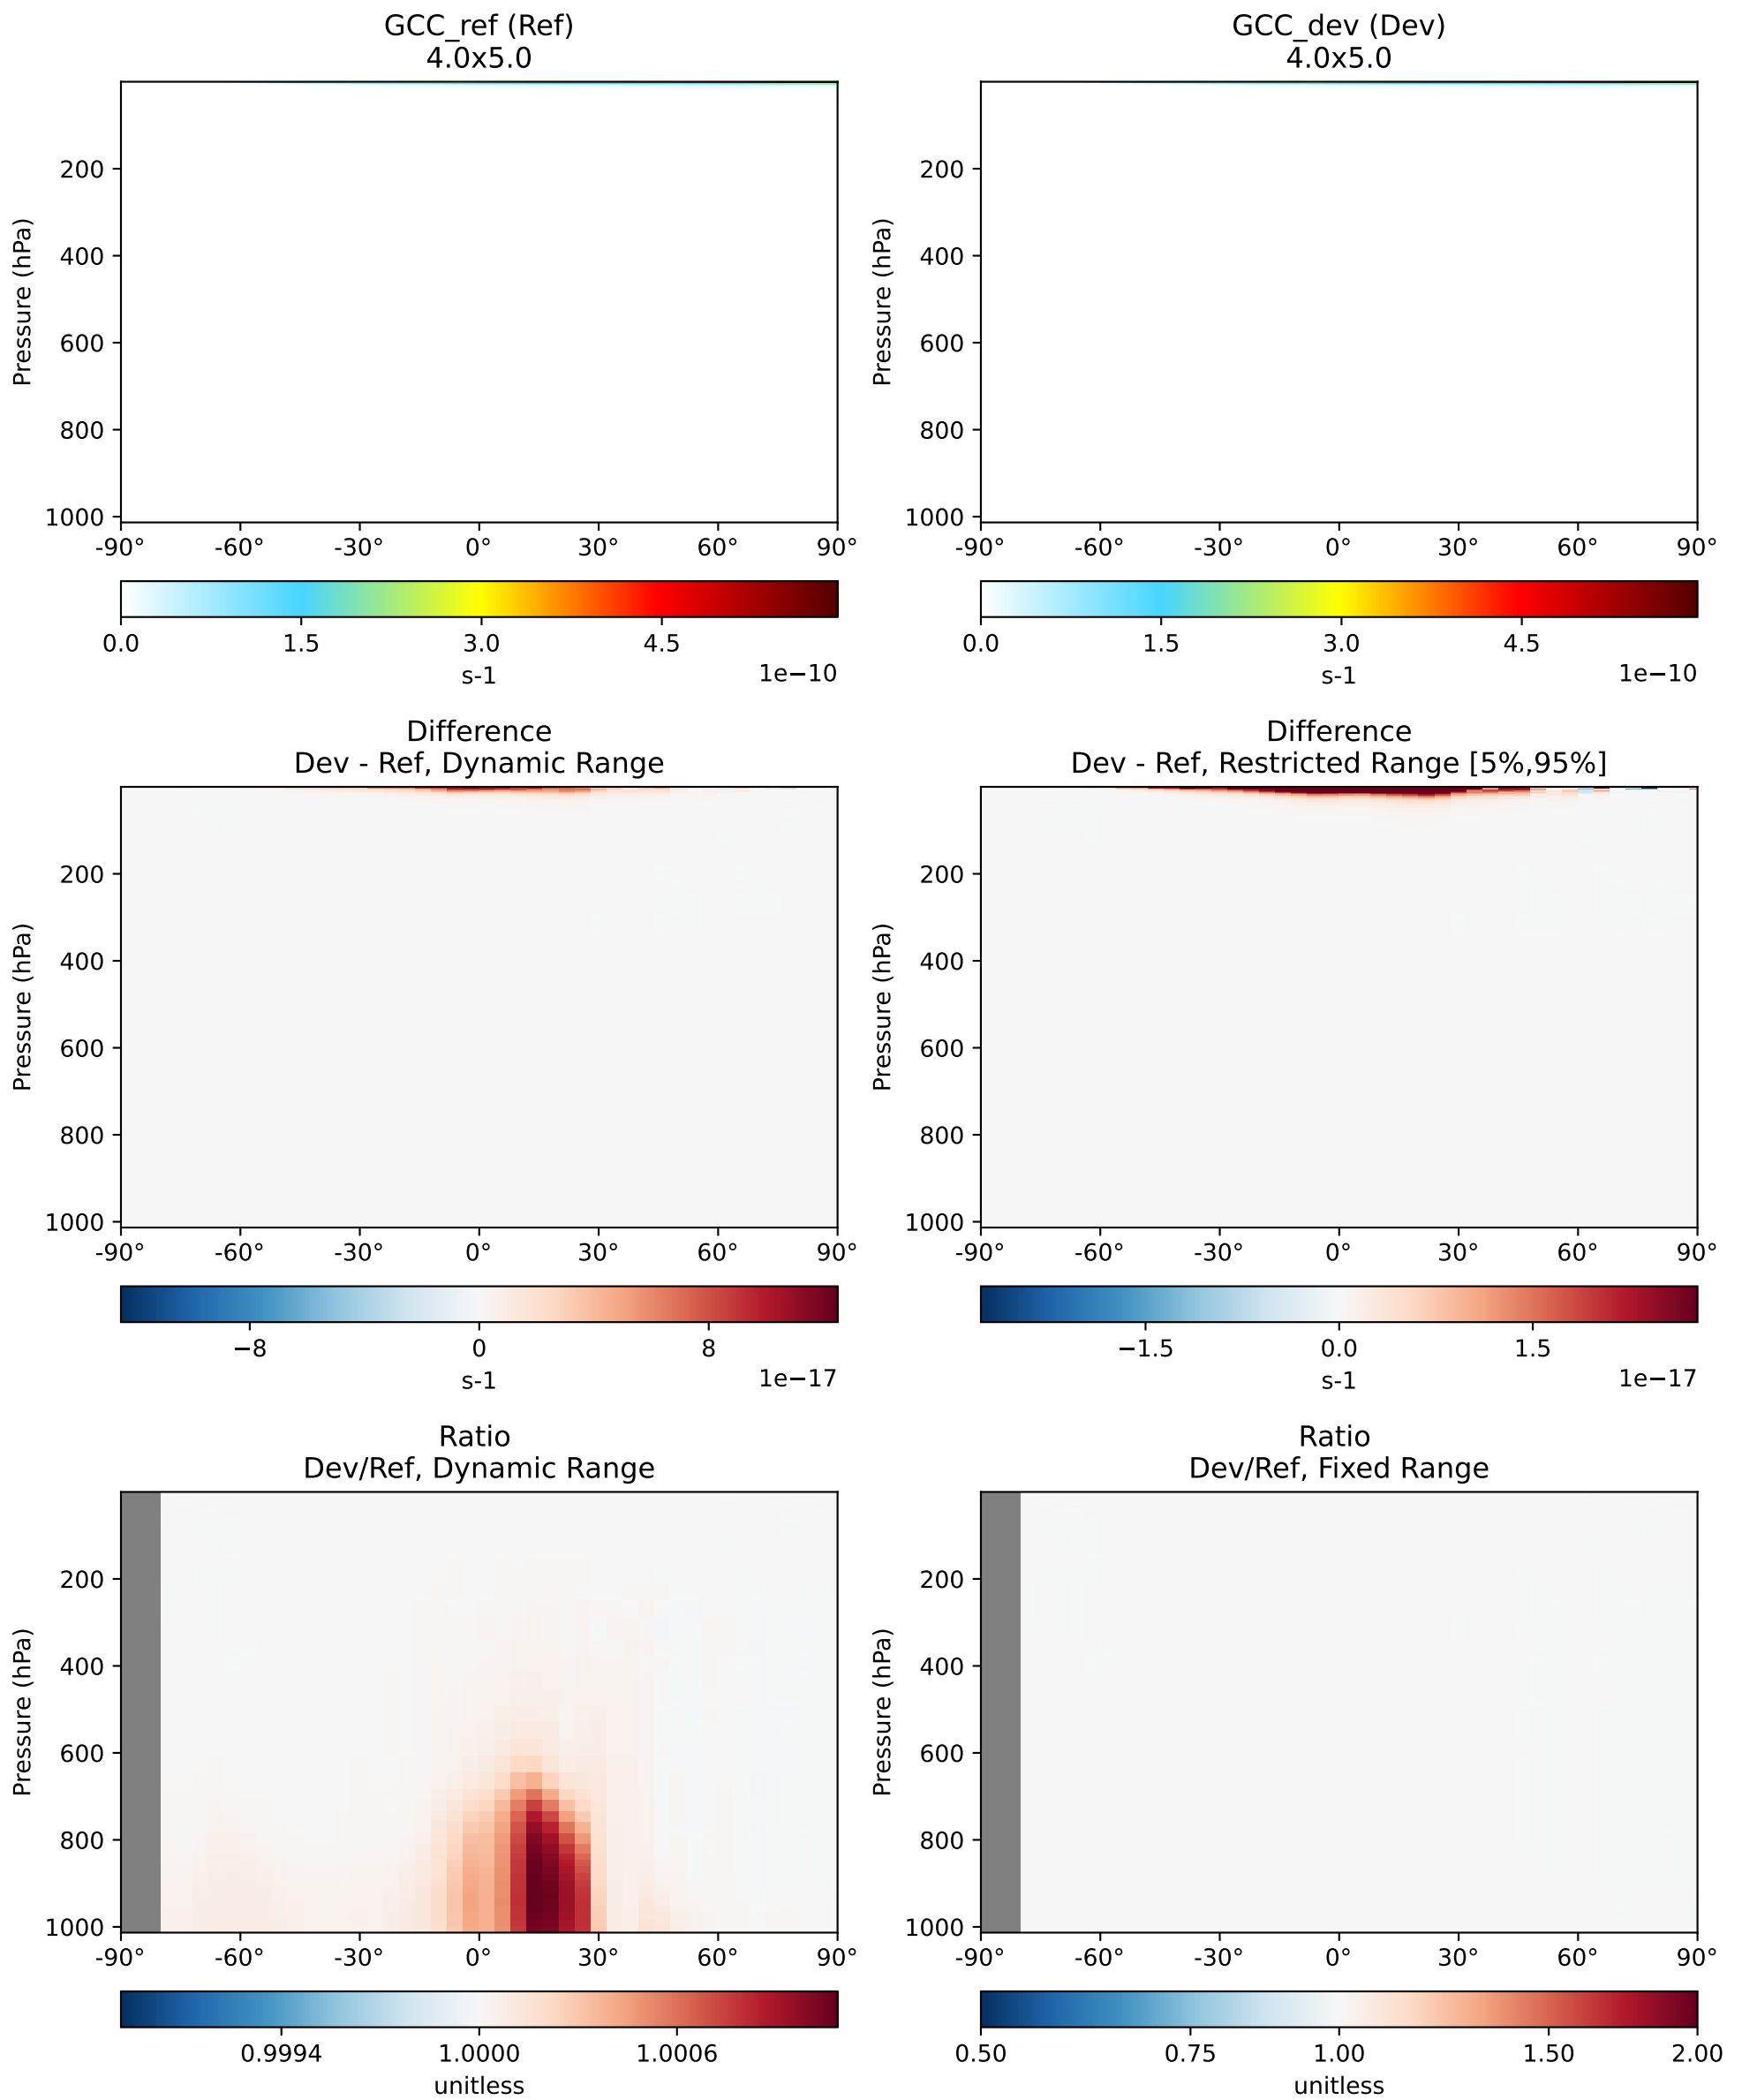 GCC_ref (Ref)
4.0x5.0
GCC_dev (Dev)
4.0x5.0
Pressure (hPa)
200
400
600
800
1000
-90° -60° -30° 0° 30° 60° 90°
Pressure (hPa)
200
400
600
800
1000
-90° -60° -30° 0° 30° 60° 90°
0.0 1.5 3.0 4.5
s-1 1e−10
0.0 1.5 3.0 4.5
s-1 1e−10
Difference
Dev - Ref, Dynamic Range
Difference
Dev - Ref, Restricted Range [5%,95%]
Pressure (hPa)
200
400
600
800
1000
-90° -60° -30° 0° 30° 60° 90°
Pressure (hPa)
200
400
600
800
1000
-90° -60° -30° 0° 30° 60° 90°
−8 0 8
s-1 1e−17
−1.5 0.0 1.5
s-1 1e−17
Ratio
Dev/Ref, Dynamic Range
Ratio
Dev/Ref, Fixed Range
Pressure (hPa)
200
400
600
800
1000
-90° -60° -30° 0° 30° 60° 90°
Pressure (hPa)
200
400
600
800
1000
-90° -60° -30° 0° 30° 60° 90°
0.9994 1.0000 1.0006
unitless
0.50 0.75 1.00 1.50 2.00
unitless